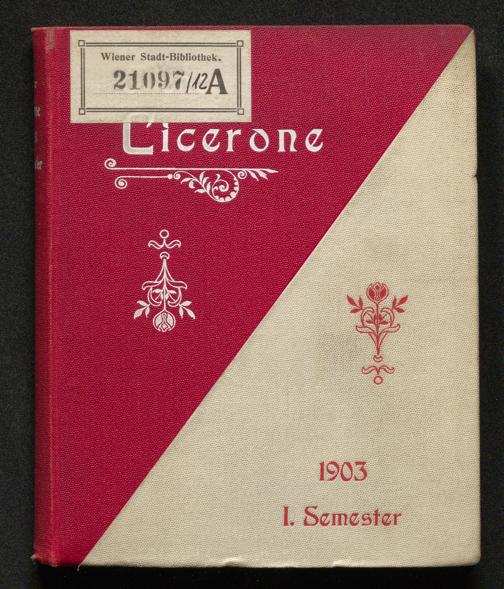 Wiener Stadt-Bibliothek.
21097/12A
Cicerone
1903
I. Semester